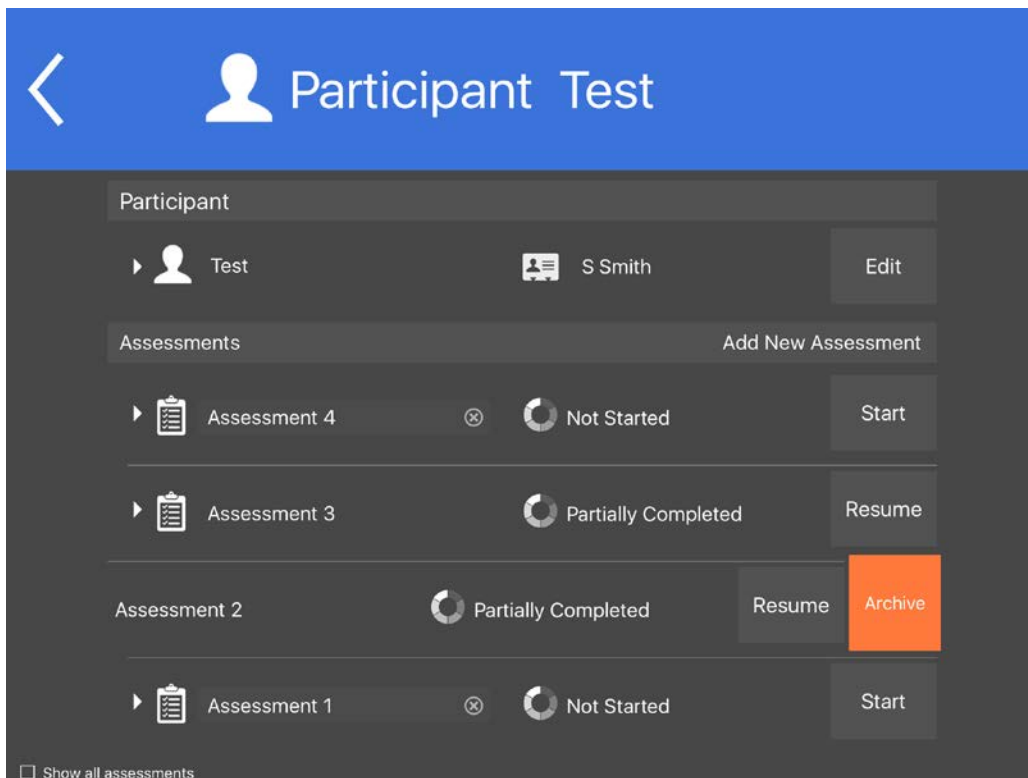 Participant Test
Participant
Test S Smith Edit
Assessments Add New Assessment
Assessment 4 Not Started Start
Assessment 3 Partially Completed Resume
Assessment 2 Partially Completed Resume Archive
Assessment 1 Not Started Start
Show all assessments